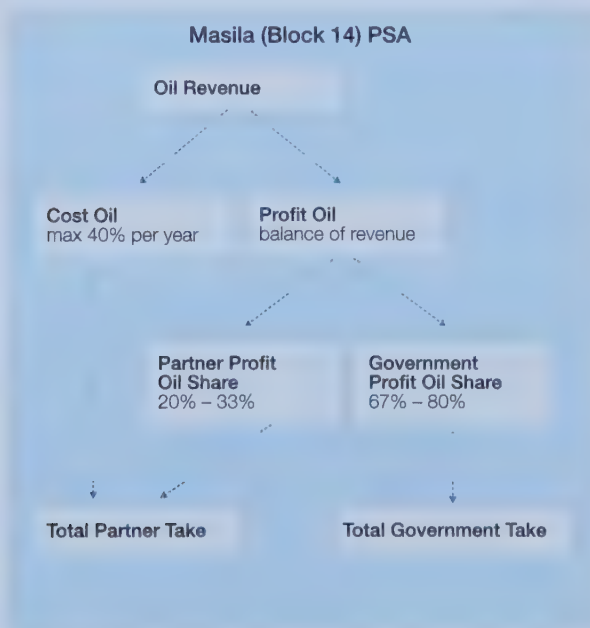 Masila (Block 14) PSA
Oil Revenue
Cost Oil
max 40% per year
Profit Oil
balance of revenue
Partner Profit
Oil Share
20% – 33%
Government
Profit Oil Share
67% – 80%
Total Partner Take
Total Government Take